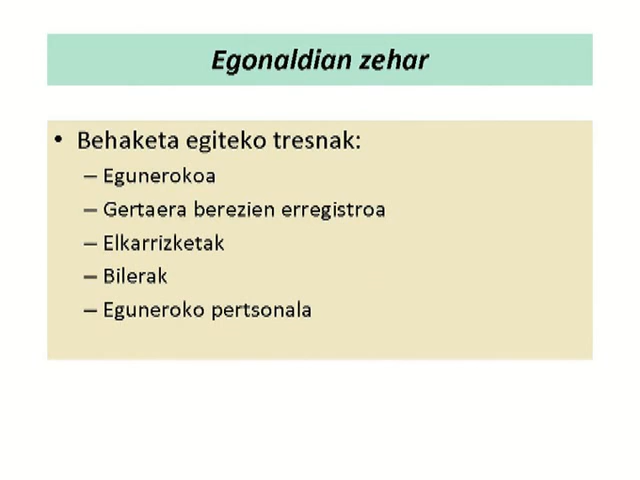 Egonaldian zehar
• Behaketa egiteko tresnak:
– Egunerokoa
– Gertaera berezien erregistroa
– Elkarrizketak
– Bilerak
– Eguneroko pertsonala